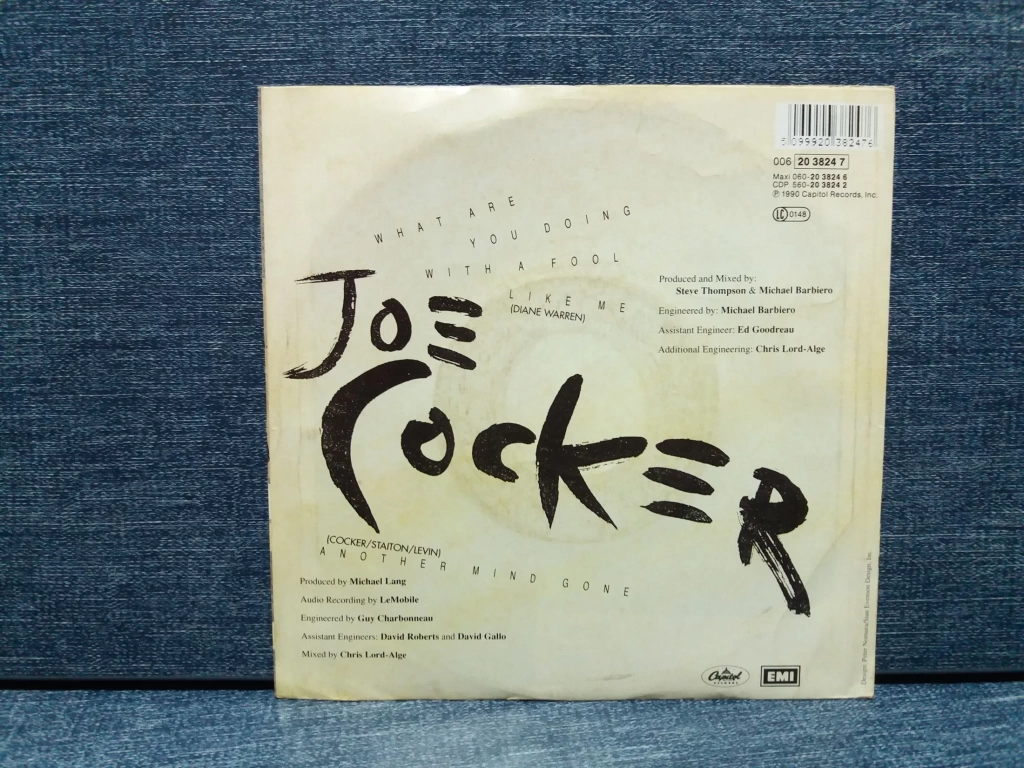 5 099920 382476
006 20 3824 7
Maxi 060-20 3824 6
CDP 560-20 3824 2
℗ 1990 Capitol Records, Inc.
LC 0148
WHAT ARE
YOU DOING
WITH A FOOL
LIKE ME
(DIANE WARREN)
JOE
COCKER
Produced and Mixed by:
Steve Thompson & Michael Barbiero
Engineered by: Michael Barbiero
Assistant Engineer: Ed Goodreau
Additional Engineering: Chris Lord-Alge
(COCKER/STAITON/LEVIN)
ANOTHER MIND GONE
Produced by Michael Lang
Audio Recording by LeMobile
Engineered by Guy Charbonneau
Assistant Engineers: David Roberts and David Gallo
Mixed by Chris Lord-Alge
Capitol
RECORDS
EMI
Design: Inc.